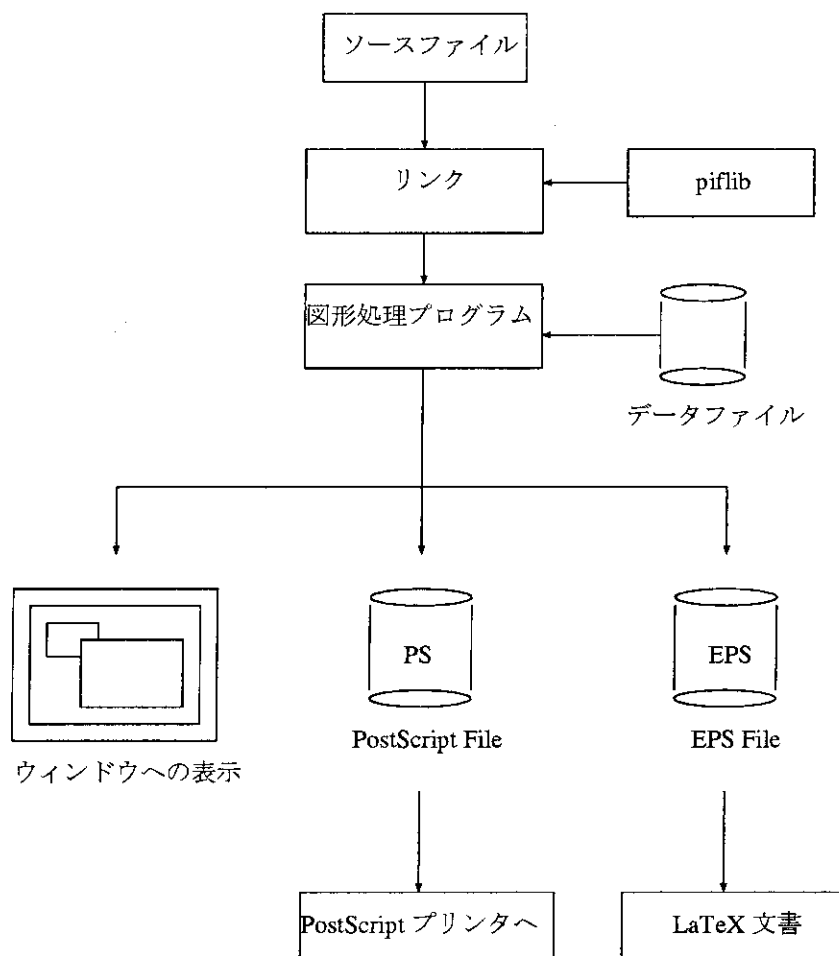 ソースファイル
リンク
piflib
図形処理プログラム
データファイル
PS
EPS
PostScript File
EPS File
ウィンドウへの表示
PostScript プリンタへ
LaTeX 文書